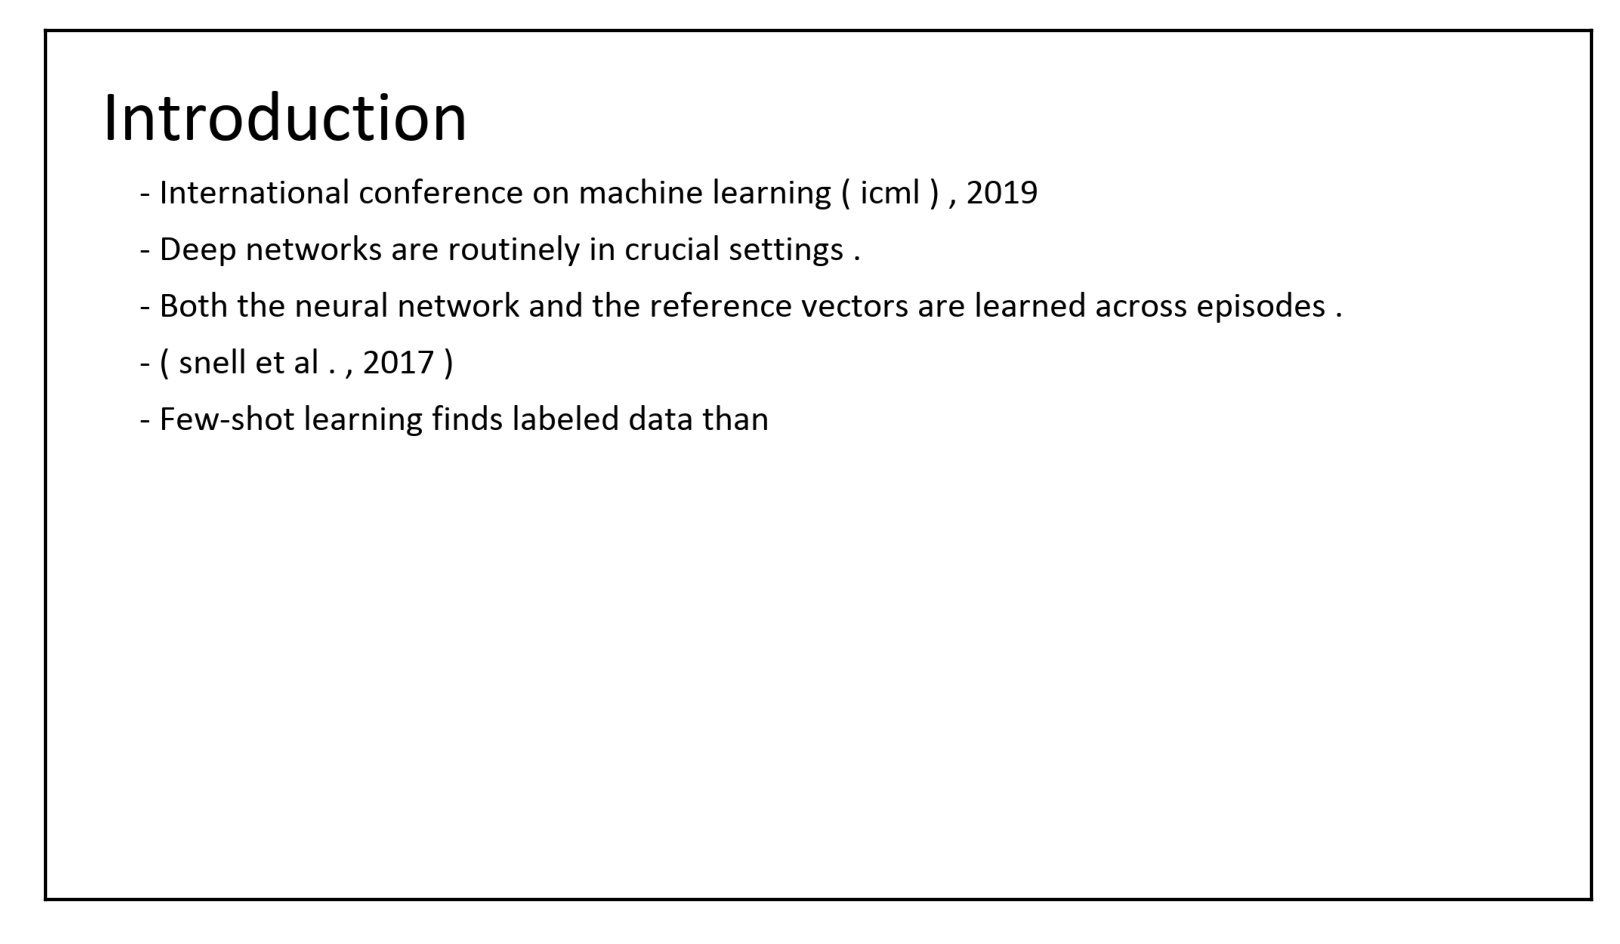 Introduction
- International conference on machine learning ( icml ) , 2019
- Deep networks are routinely in crucial settings .
- Both the neural network and the reference vectors are learned across episodes .
- ( snell et al . , 2017 )
- Few-shot learning finds labeled data than